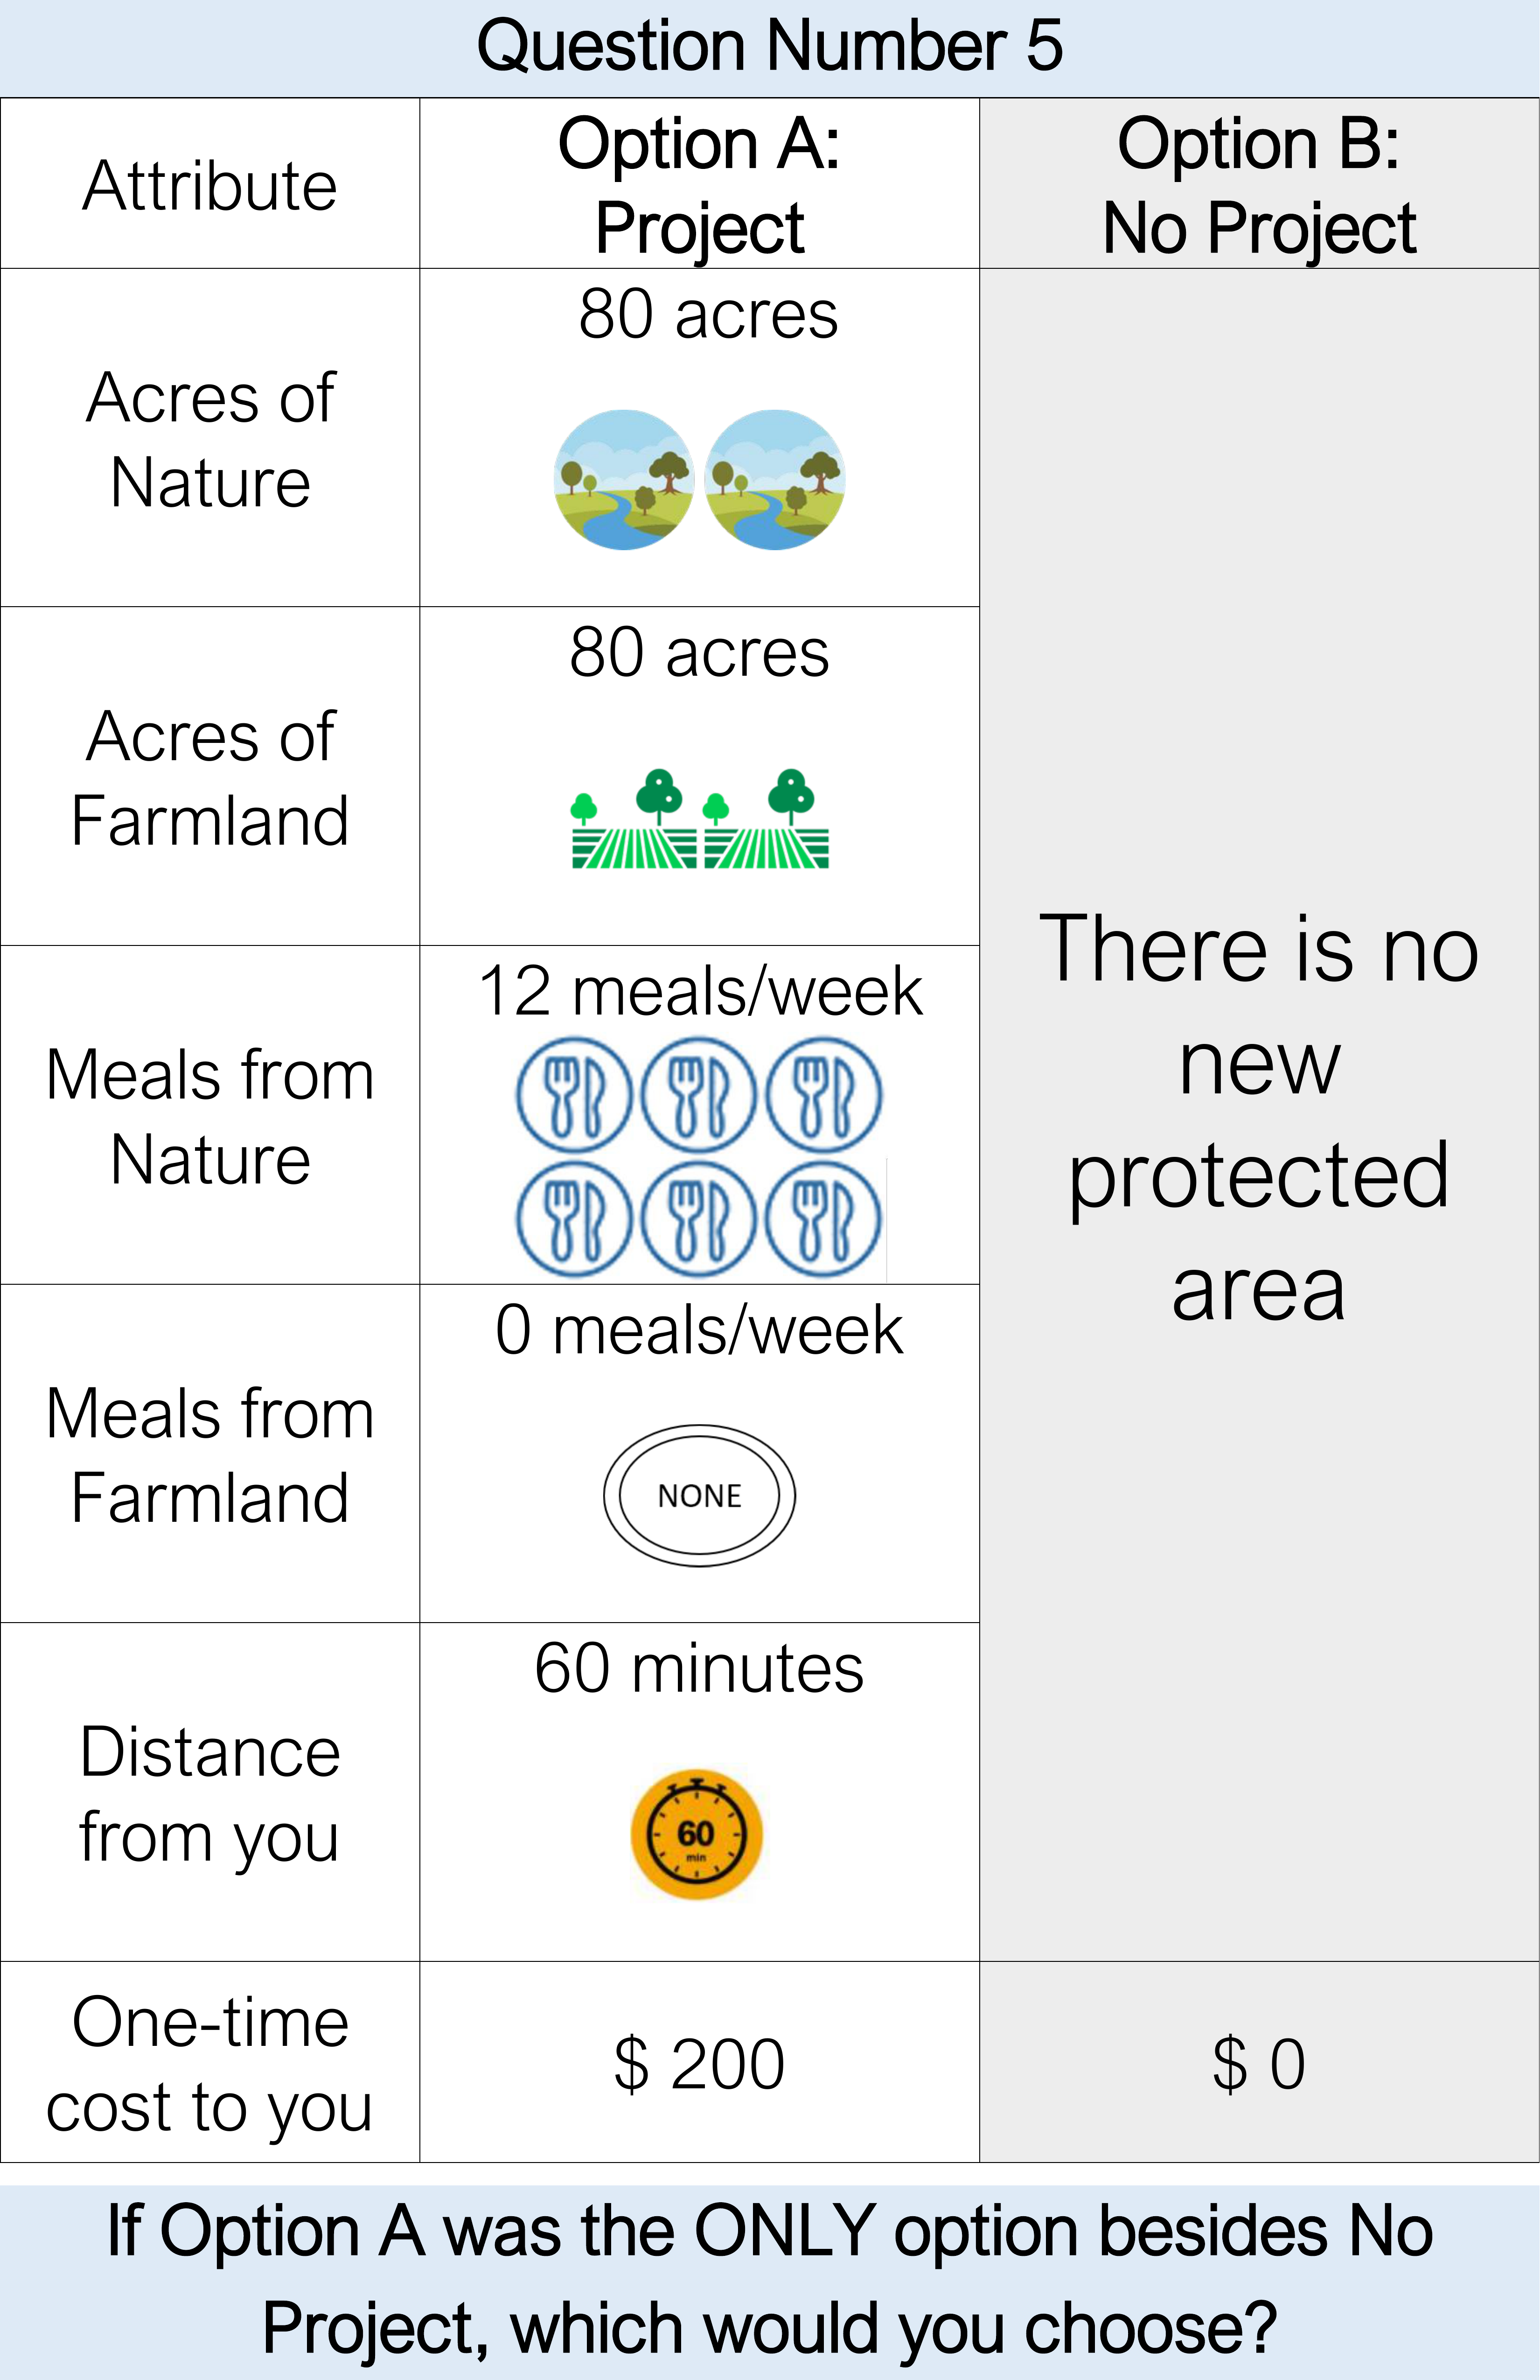 Question Number 5
Attribute
Option A:
Project
Option B:
No Project
Acres of
Nature
80 acres
Acres of
Farmland
80 acres
Meals from
Nature
12 meals/week
Meals from
Farmland
0 meals/week
NONE
Distance
from you
60 minutes
60
min
There is no
new
protected
area
One-time
cost to you
$ 200
$ 0
If Option A was the ONLY option besides No
Project, which would you choose?